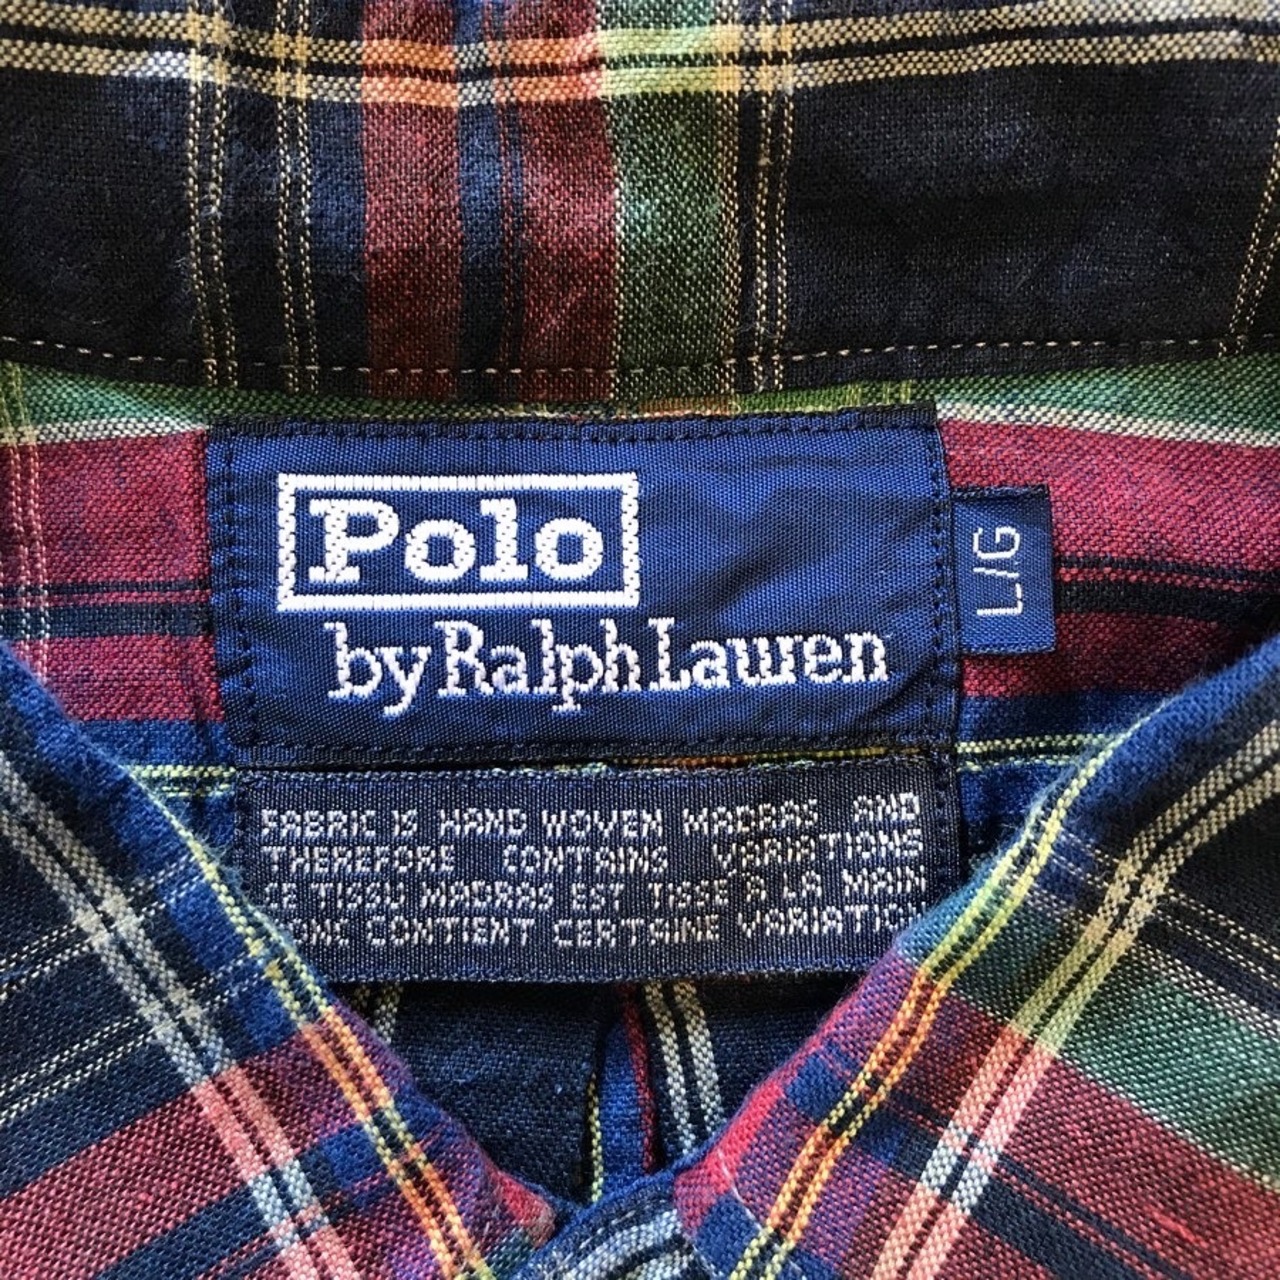 Polo
by Ralph Lauren
L/G
FABRIC IS HAND WOVEN MADRAS AND
THEREFORE CONTAINS VARIATIONS
CE TISSU MADRAS EST TISSE A LA MAIN
DONC CONTIENT CERTAINE VARIATION